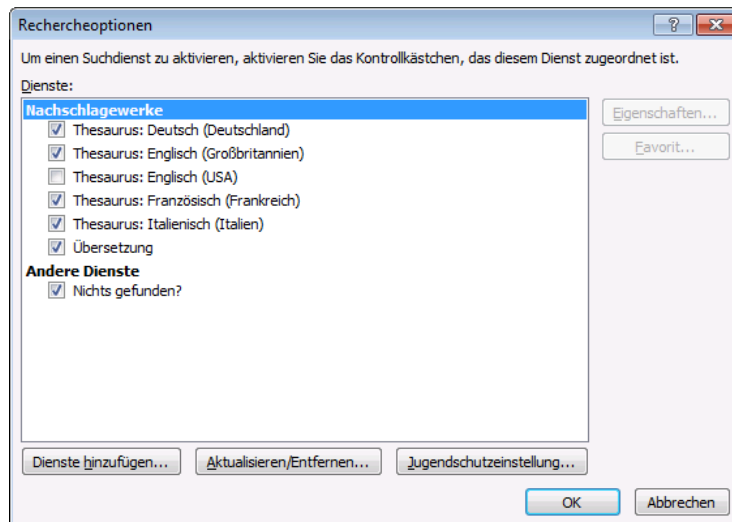 Rechercheoptionen
Um einen Suchdienst zu aktivieren, aktivieren Sie das Kontrollkästchen, das diesem Dienst zugeordnet ist.
Dienste:
Nachschlagewerke
Thesaurus: Deutsch (Deutschland)
Thesaurus: Englisch (Großbritannien)
Thesaurus: Englisch (USA)
Thesaurus: Französisch (Frankreich)
Thesaurus: Italienisch (Italien)
Übersetzung
Andere Dienste
Nichts gefunden?
Eigenschaften...
Favorit...
Dienste hinzufügen... Aktualisieren/Entfernen... Jugendschutzeinstellung...
OK Abbrechen